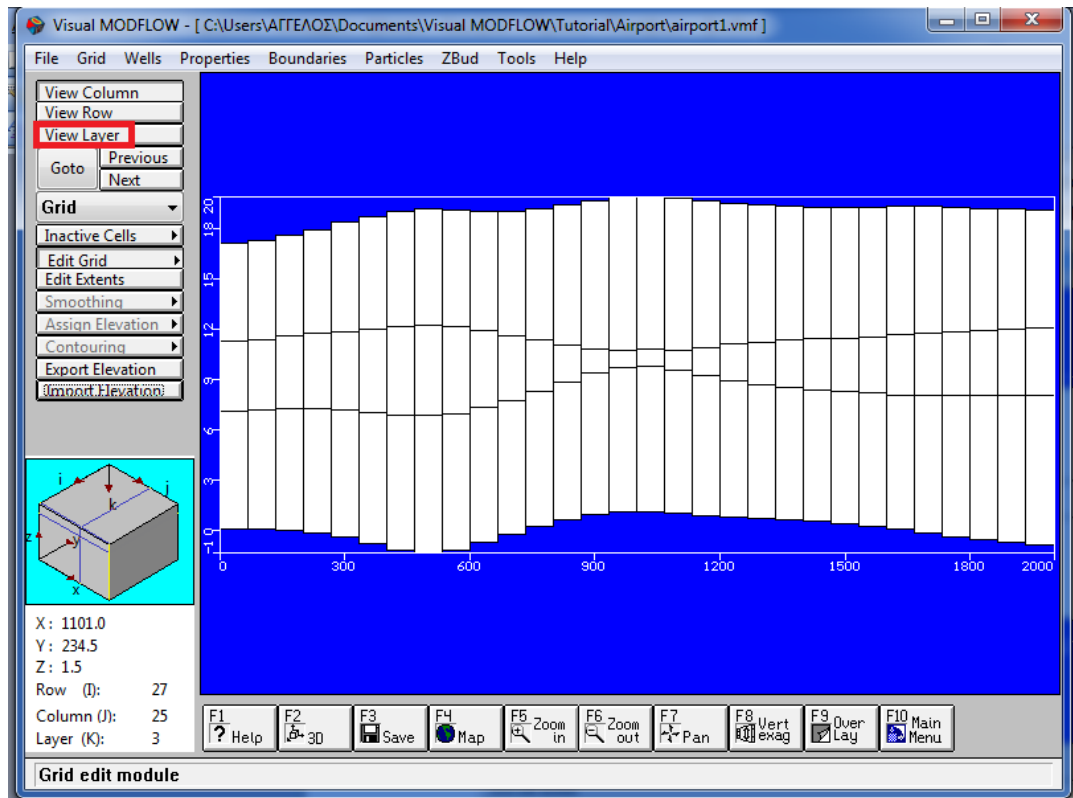 Visual MODFLOW - [ C:\Users\ΑΓΓΕΛΟΣ\Documents\Visual MODFLOW\Tutorial\Airport\airport1.vmf ]
File Grid Wells Properties Boundaries Particles ZBud Tools Help
View Column
View Row
View Layer
Goto
Previous
Next
Grid
Inactive Cells
Edit Grid
Edit Extents
Smoothing
Assign Elevation
Contouring
Export Elevation
Import Elevation
20
18
15
12
9
6
3
0
-1
0 300 600 900 1200 1500 1800 2000
i j
k
z
y
x
X : 1101.0
Y : 234.5
Z : 1.5
Row (I): 27
Column (J): 25
Layer (K): 3
F1 ? Help
F2 3D
F3 Save
F4 Map
F5 Zoom in
F6 Zoom out
F7 Pan
F8 Vert exag
F9 Over Lay
F10 Main Menu
Grid edit module